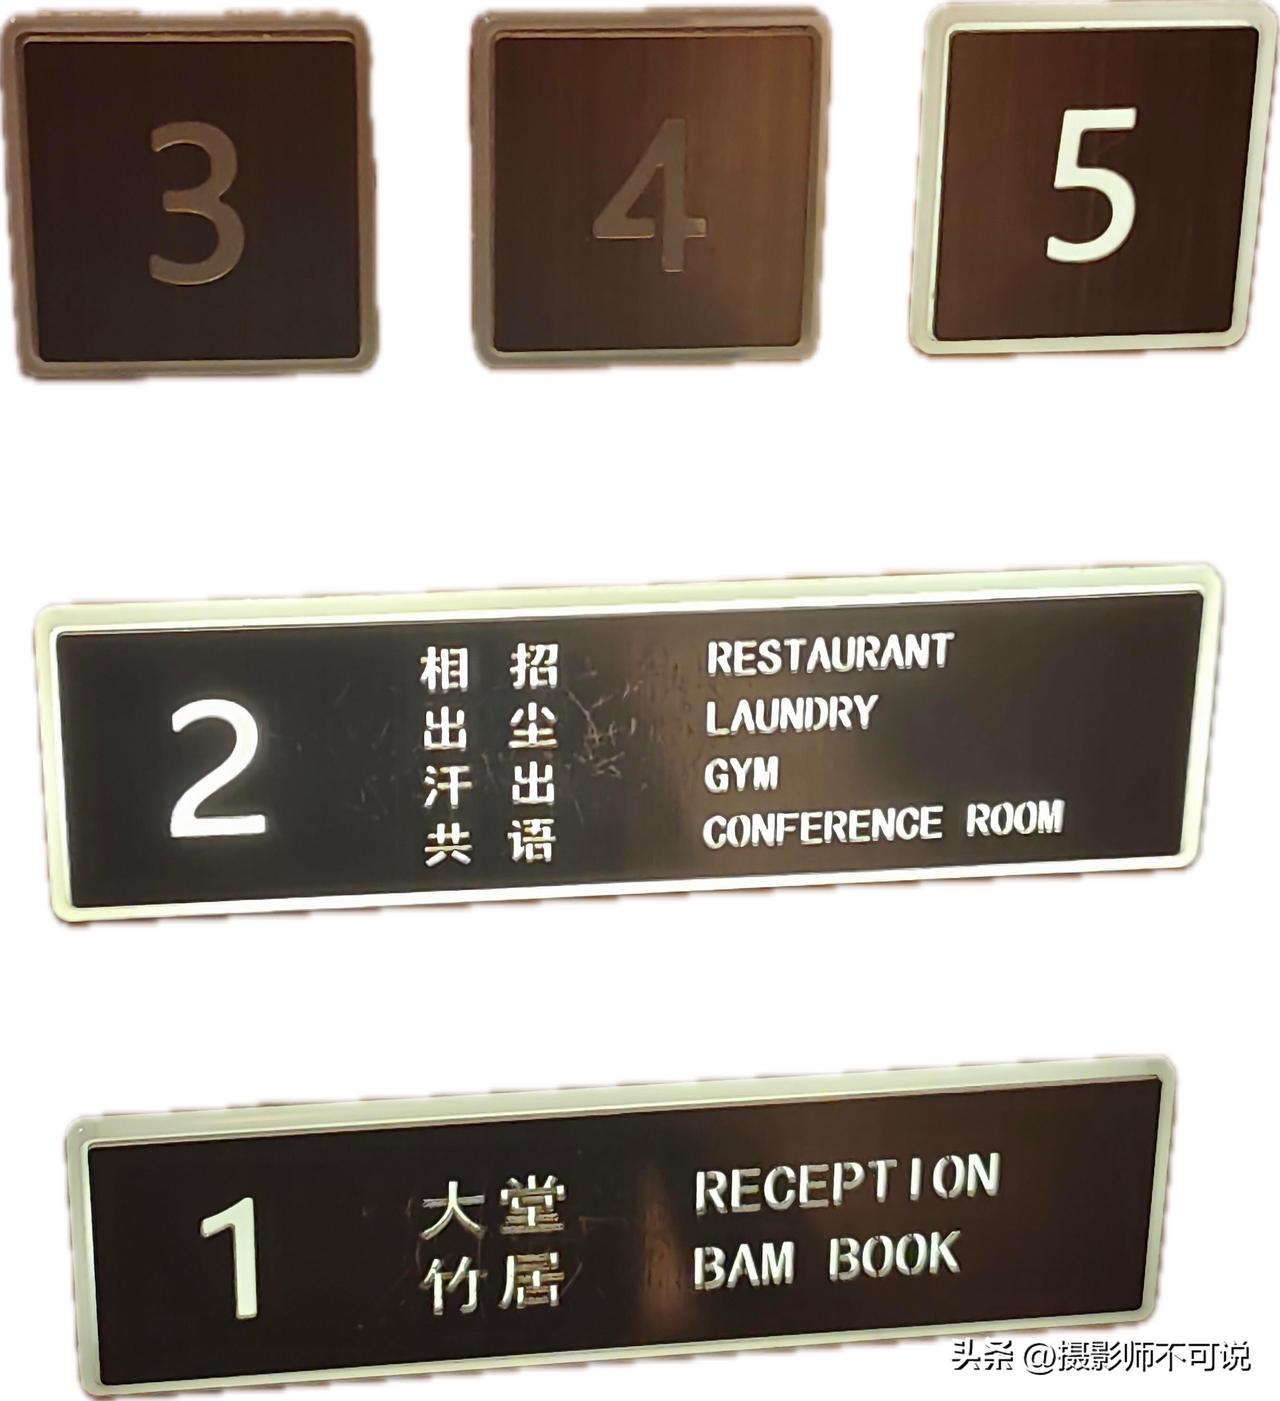 3 4 5
2
相招 RESTAURANT
出尘 LAUNDRY
汗出 GYM
共语 CONFERENCE ROOM
1
大堂 RECEPTION
竹居 BAM BOOK
头条 @摄影师不可说